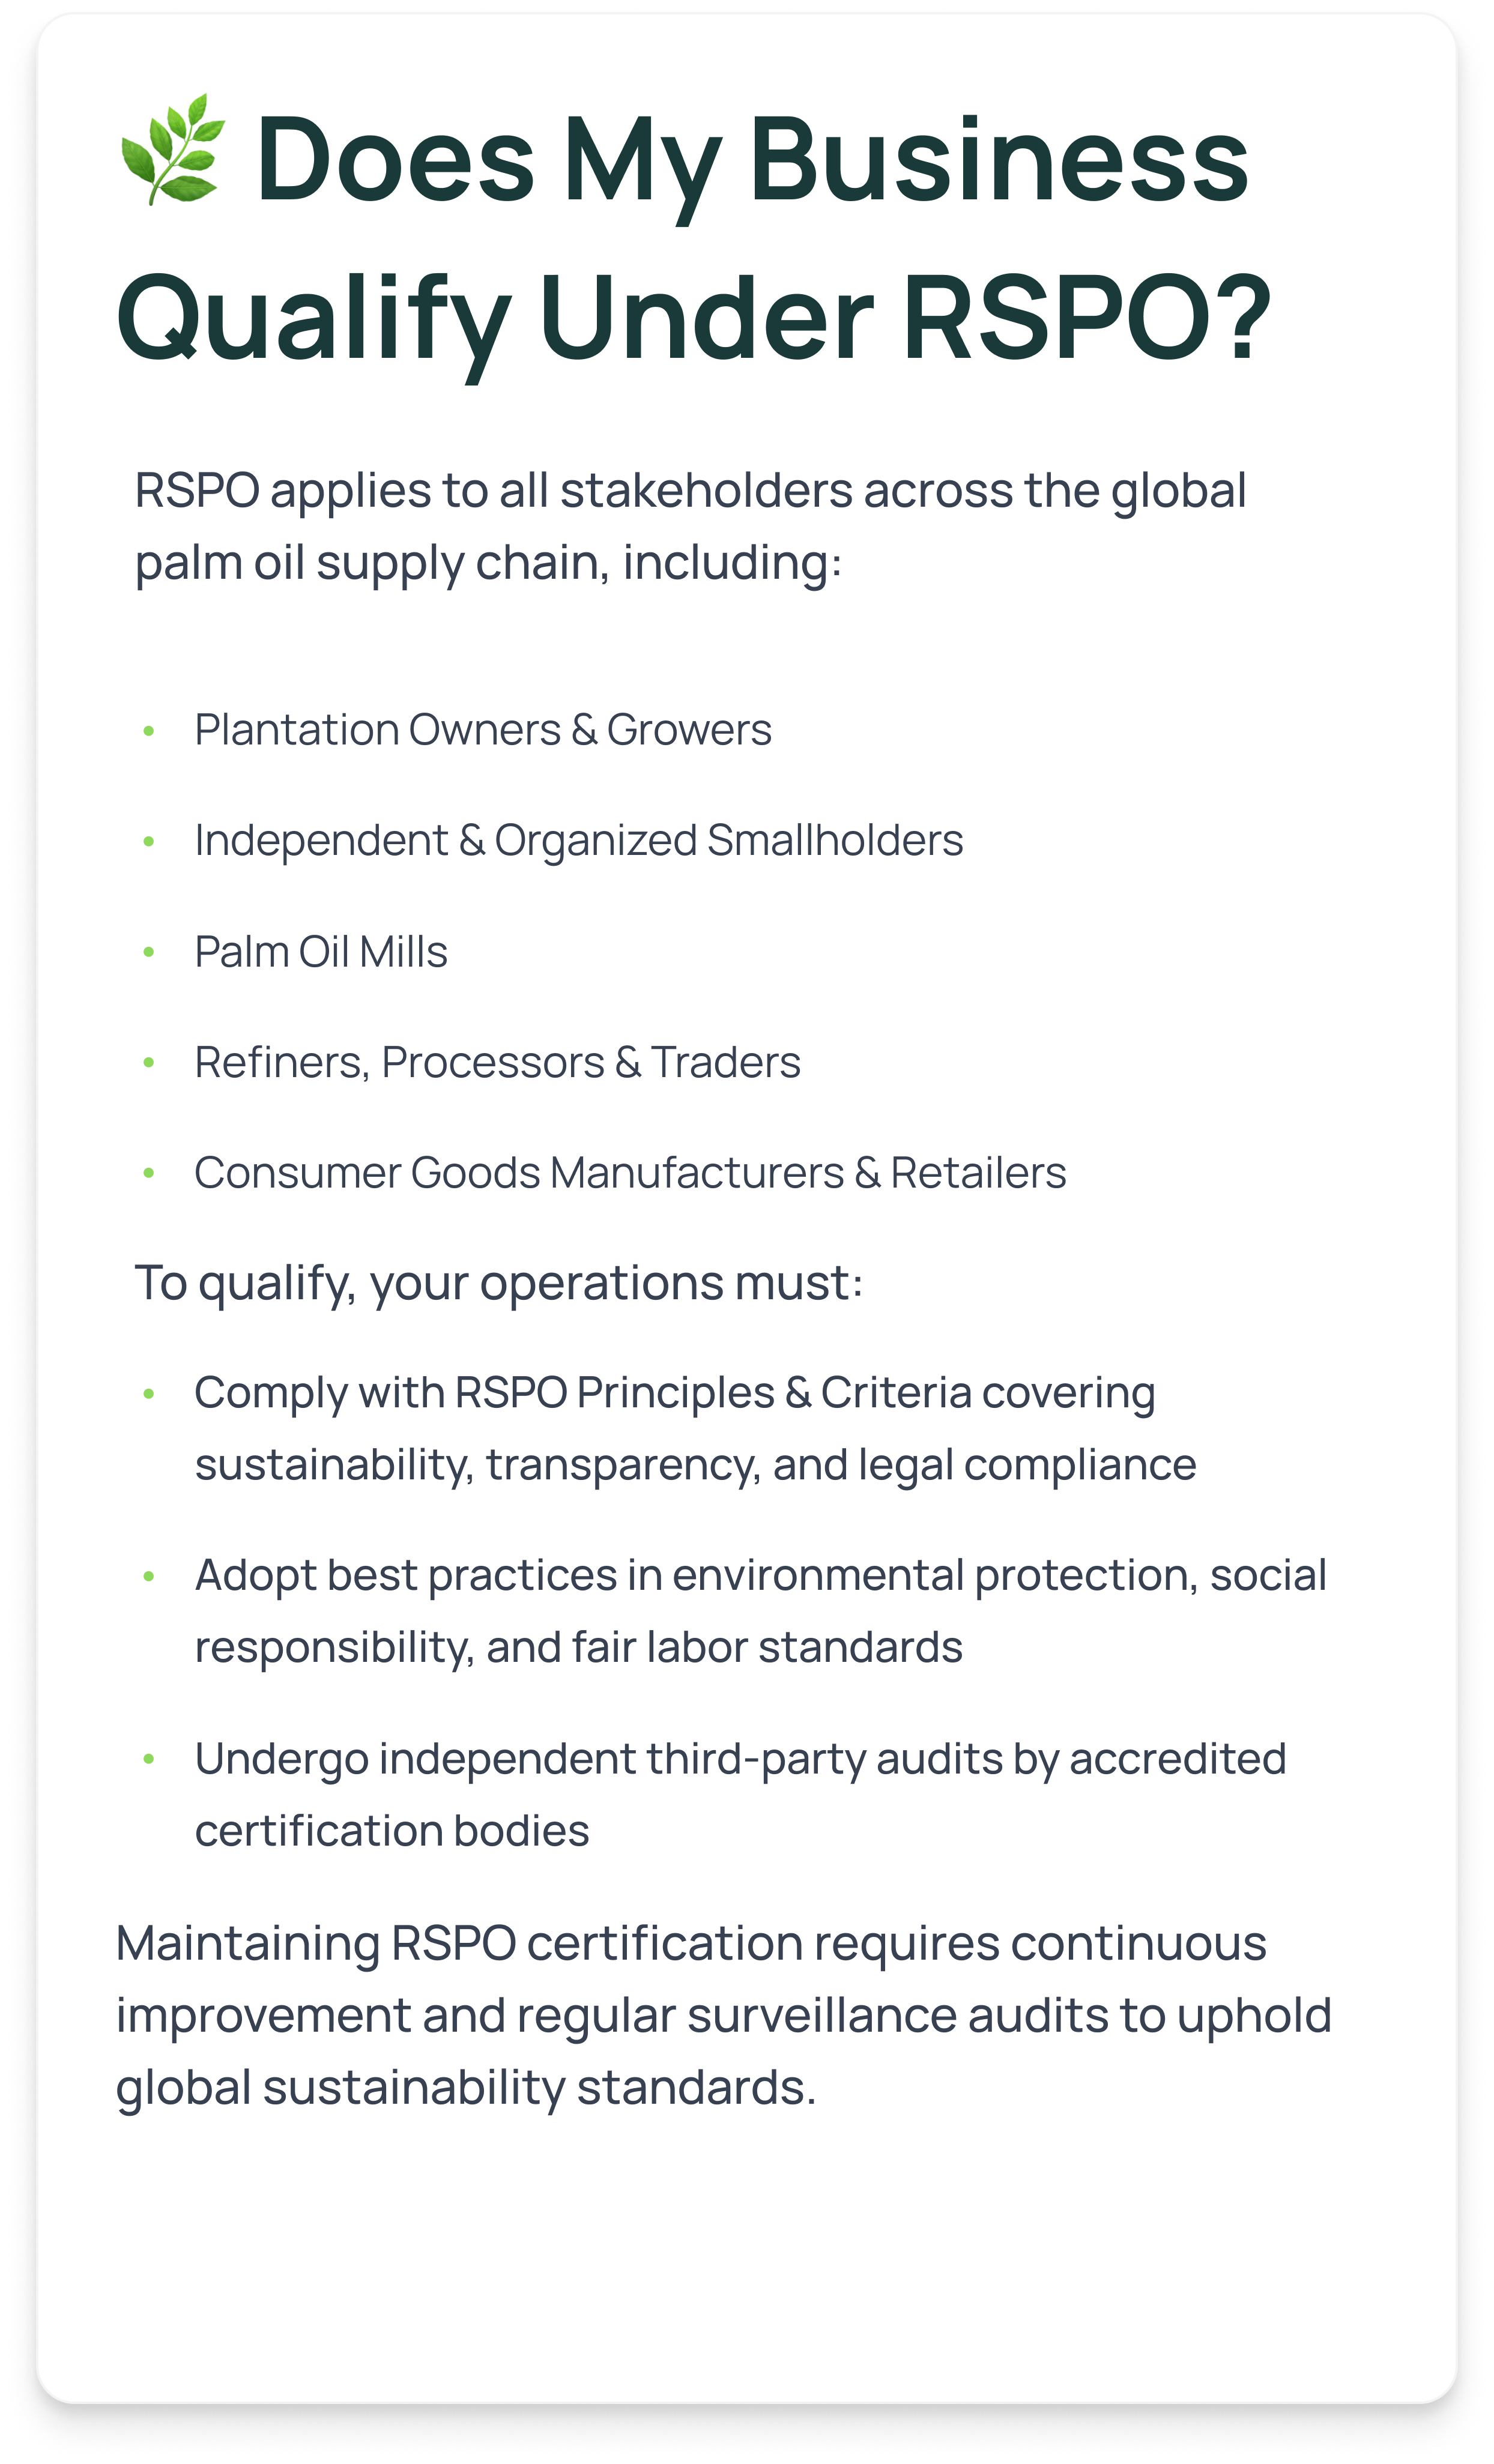 🌿 Does My Business
Qualify Under RSPO?
RSPO applies to all stakeholders across the global
palm oil supply chain, including:
• Plantation Owners & Growers
• Independent & Organized Smallholders
• Palm Oil Mills
• Refiners, Processors & Traders
• Consumer Goods Manufacturers & Retailers
To qualify, your operations must:
• Comply with RSPO Principles & Criteria covering
sustainability, transparency, and legal compliance
• Adopt best practices in environmental protection, social
responsibility, and fair labor standards
• Undergo independent third-party audits by accredited
certification bodies
Maintaining RSPO certification requires continuous
improvement and regular surveillance audits to uphold
global sustainability standards.